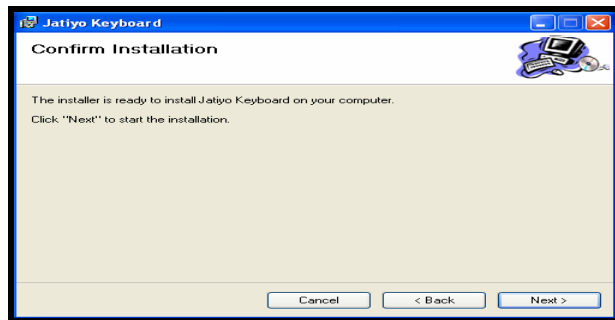 Jatiyo Keyboard
Confirm Installation
The installer is ready to install Jatiyo Keyboard on your computer.
Click "Next" to start the installation.
Cancel
< Back
Next >